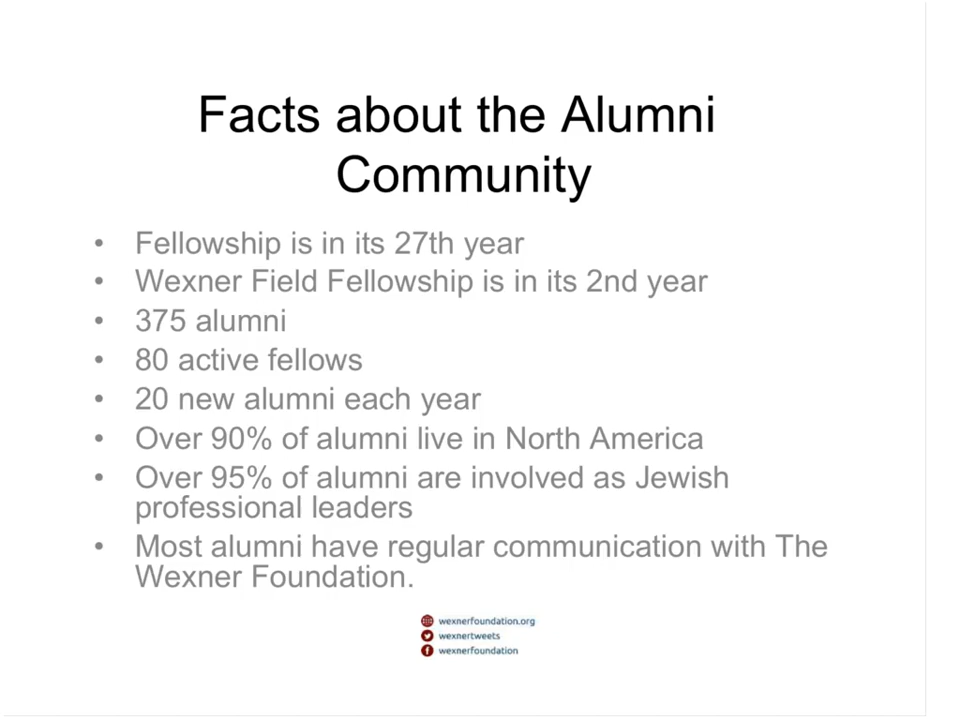 Facts about the Alumni
Community
• Fellowship is in its 27th year
• Wexner Field Fellowship is in its 2nd year
• 375 alumni
• 80 active fellows
• 20 new alumni each year
• Over 90% of alumni live in North America
• Over 95% of alumni are involved as Jewish
professional leaders
• Most alumni have regular communication with The
Wexner Foundation.
wexnerfoundation.org
wexnertweets
wexnerfoundation